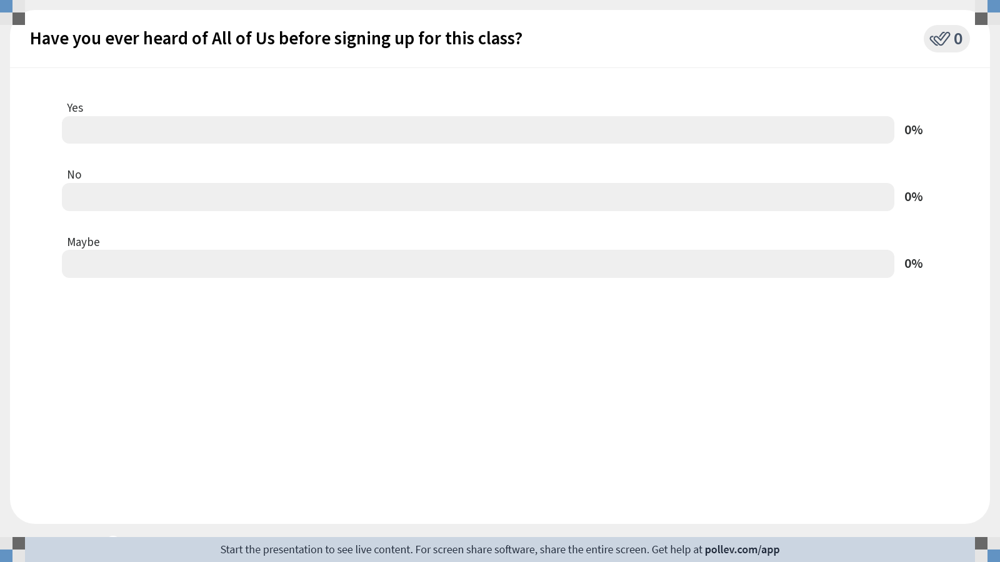 Have you ever heard of All of Us before signing up for this class?
0
Yes
0%
No
0%
Maybe
0%
Start the presentation to see live content. For screen share software, share the entire screen. Get help at pollev.com/app